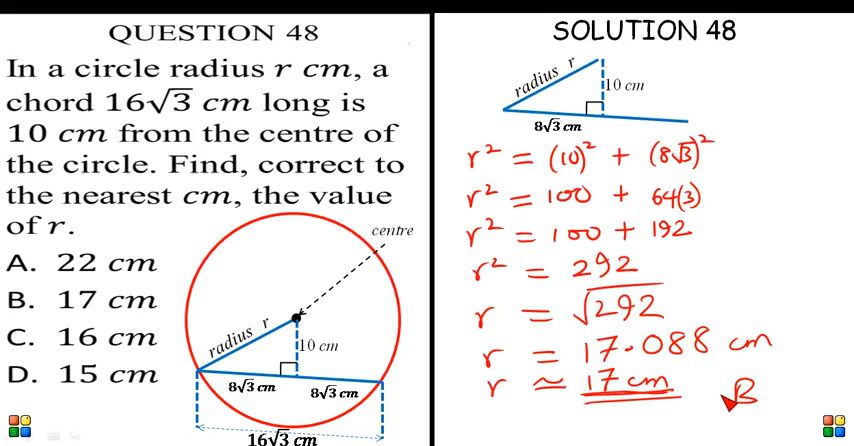 QUESTION 48
In a circle radius r cm, a
chord 16√3 cm long is
10 cm from the centre of
the circle. Find, correct to
the nearest cm, the value
of r.
A. 22 cm
B. 17 cm
C. 16 cm
D. 15 cm
centre
radius r
10 cm
8√3 cm
8√3 cm
16√3 cm
SOLUTION 48
radius r
10 cm
8√3 cm
r² = (10)² + (8√3)²
r² = 100 + 64(3)
r² = 100 + 192
r² = 292
r = √292
r = 17.088 cm
r ≈ 17 cm B